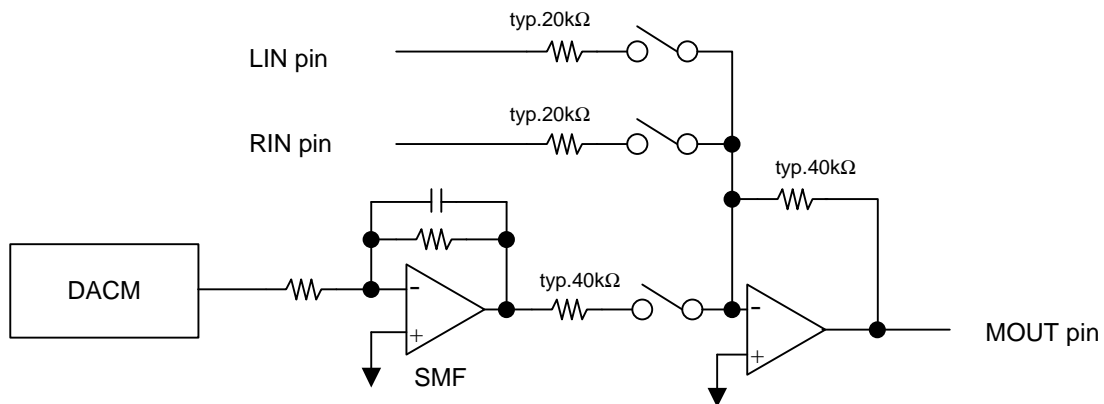 typ.20kΩ
LIN pin
typ.20kΩ
RIN pin
typ.40kΩ
DACM
-
+
SMF
typ.40kΩ
-
+
MOUT pin